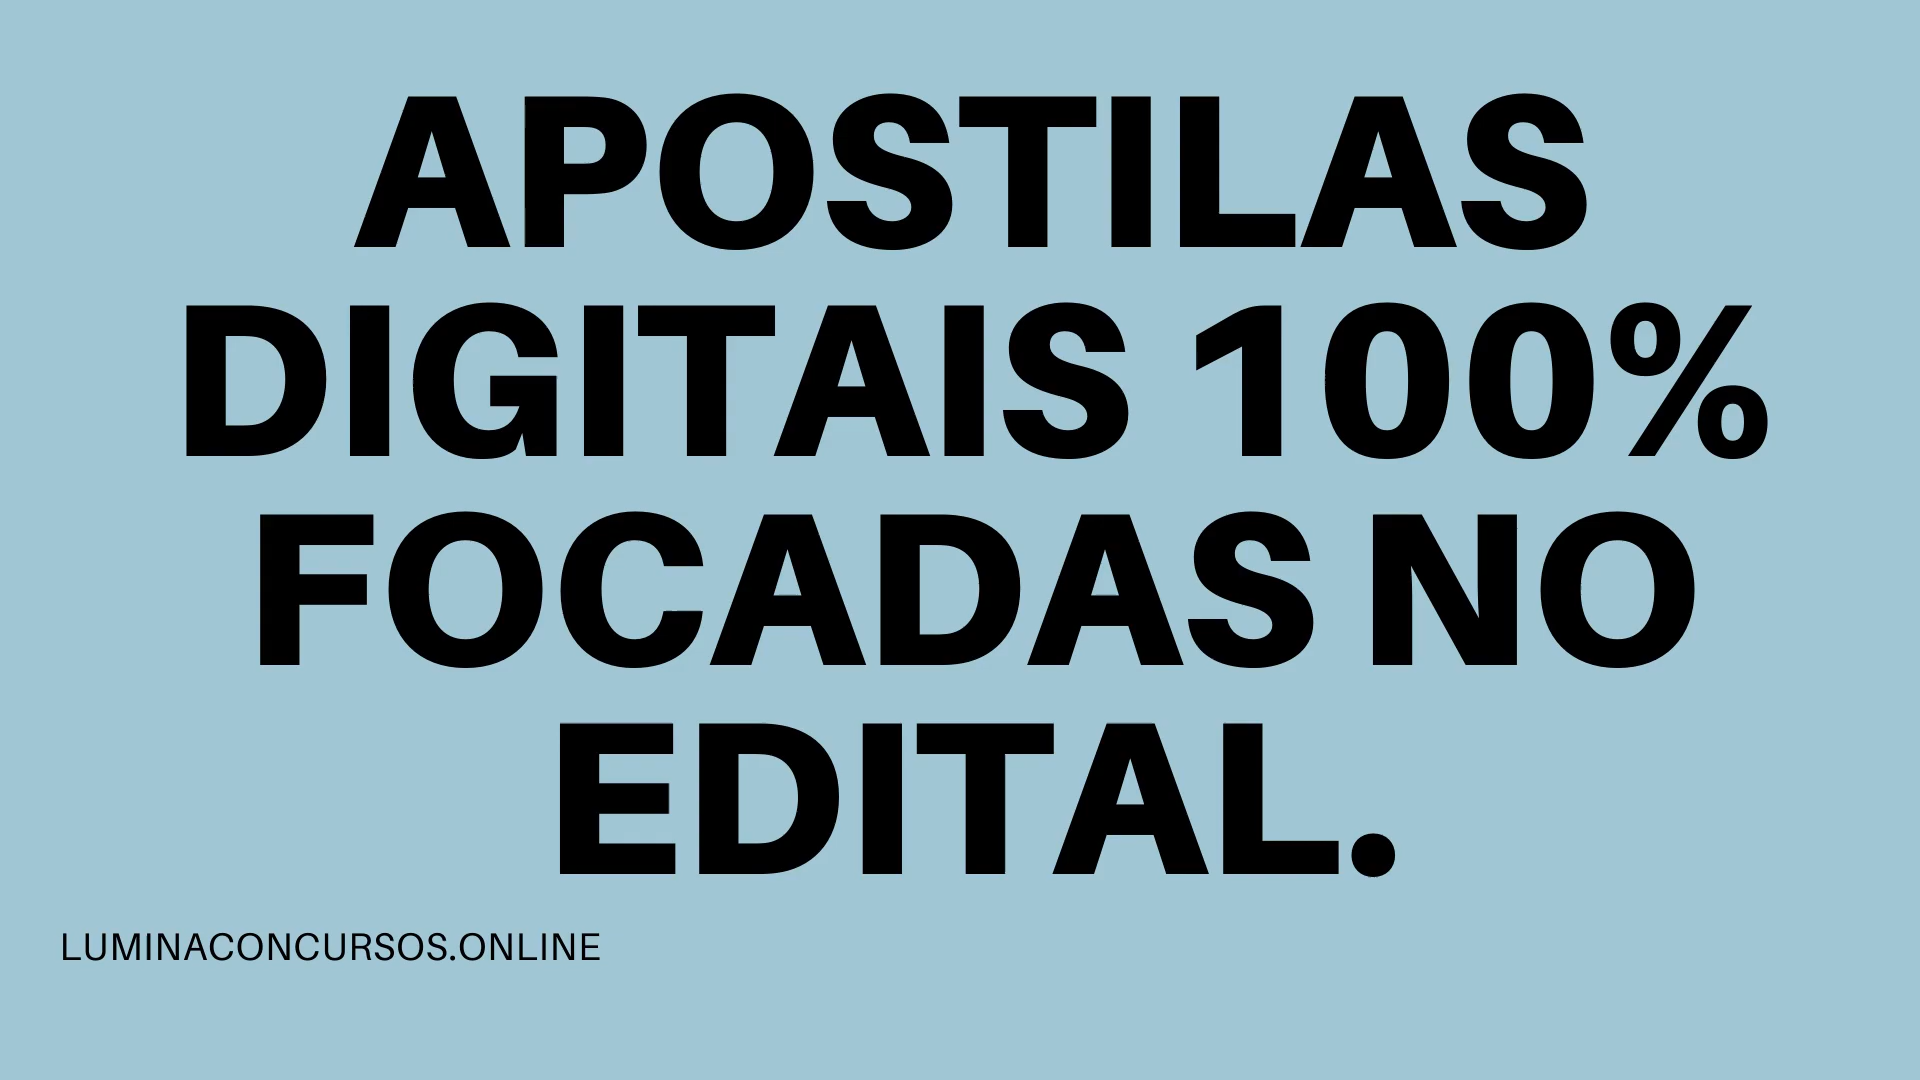 APOSTILAS
DIGITAIS 100%
FOCADAS NO
EDITAL.
LUMINACONCURSOS.ONLINE